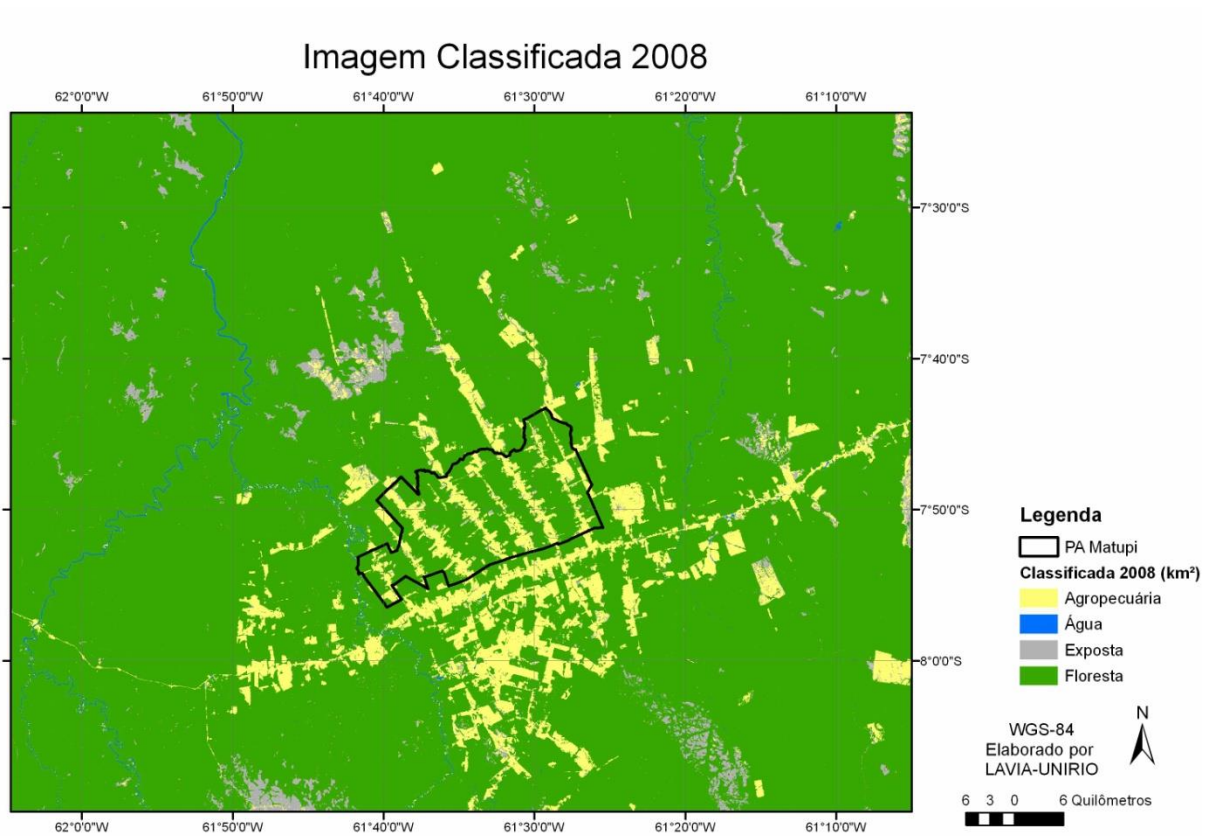 Imagem Classificada 2008
62°0'0"W 61°50'0"W 61°40'0"W 61°30'0"W 61°20'0"W 61°10'0"W
7°30'0"S
7°40'0"S
7°50'0"S
8°0'0"S
62°0'0"W 61°50'0"W 61°40'0"W 61°30'0"W 61°20'0"W 61°10'0"W
Legenda
PA Matupi
Classificada 2008 (km²)
Agropecuária
Água
Exposta
Floresta
N
WGS-84
Elaborado por
LAVIA-UNIRIO
6 3 0 6 Quilômetros